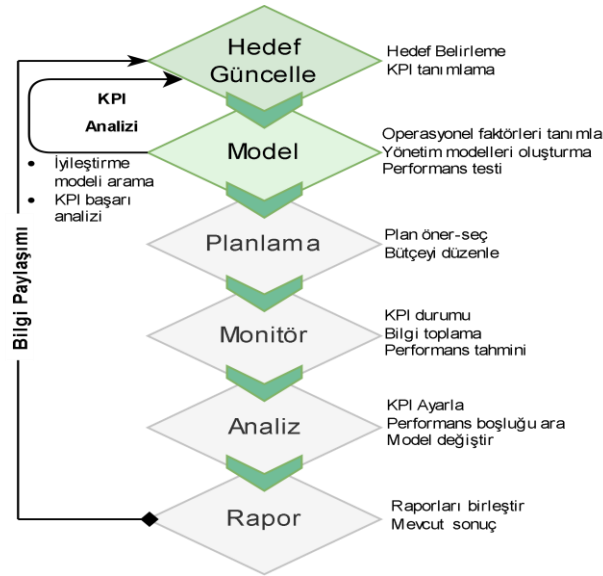 Hedef
Güncelle
Hedef Belirleme
KPI tanımlama
KPI
Analizi
• İyileştirme
modeli arama
• KPI başarı
analizi
Model
Operasyonel faktörleri tanımla
Yönetim modelleri oluşturma
Performans testi
Planlama
Plan öner-seç
Bütçeyi düzenle
Bilgi Paylaşımı
Monitör
KPI durumu
Bilgi toplama
Performans tahmini
Analiz
KPI Ayarla
Performans boşluğu ara
Model değiştir
Rapor
Raporları birleştir
Mevcut sonuç